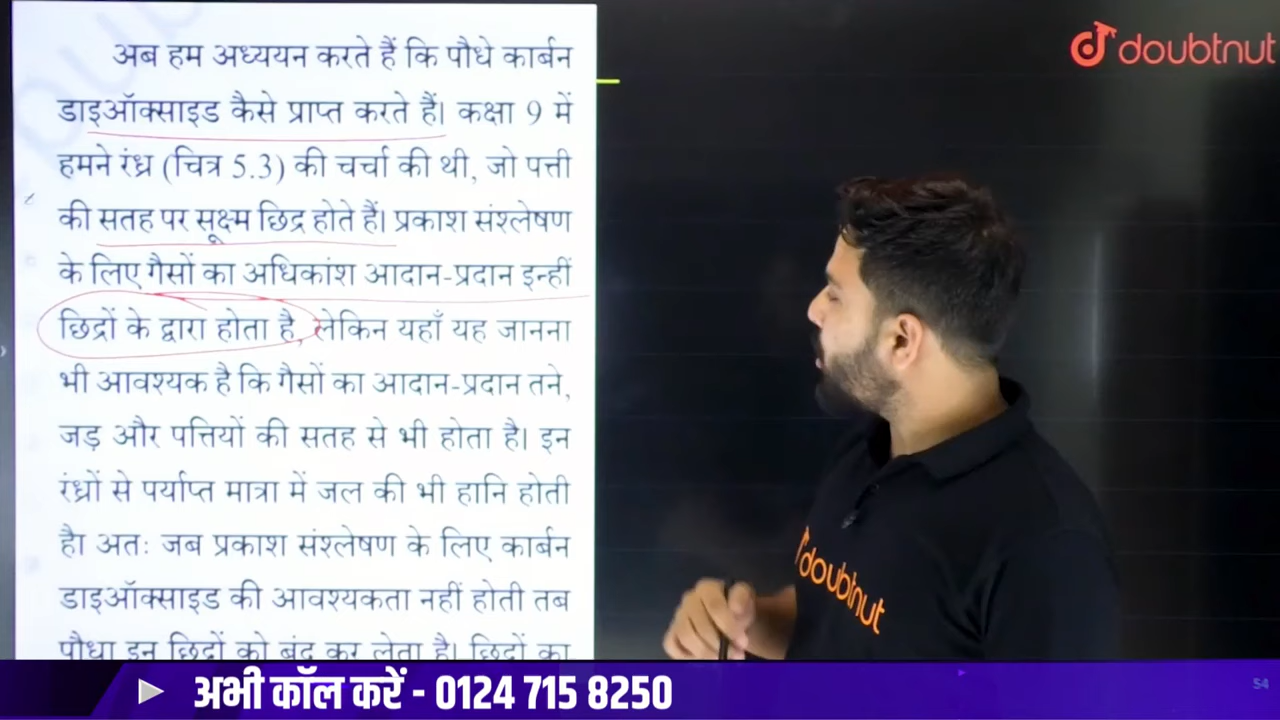 doubtnut
अब हम अध्ययन करते हैं कि पौधे कार्बन
डाइऑक्साइड कैसे प्राप्त करते हैं। कक्षा 9 में
हमने रंध्र (चित्र 5.3) की चर्चा की थी, जो पत्ती
की सतह पर सूक्ष्म छिद्र होते हैं। प्रकाश संश्लेषण
के लिए गैसों का अधिकांश आदान-प्रदान इन्हीं
छिद्रों के द्वारा होता है, लेकिन यहाँ यह जानना
भी आवश्यक है कि गैसों का आदान-प्रदान तने,
जड़ और पत्तियों की सतह से भी होता है। इन
रंध्रों से पर्याप्त मात्रा में जल की भी हानि होती
है। अतः जब प्रकाश संश्लेषण के लिए कार्बन
डाइऑक्साइड की आवश्यकता नहीं होती तब
पौधा इन छिद्रों को बंद कर लेता है। छिद्रों का
doubtnut
अभी कॉल करें - 0124 715 8250
S4